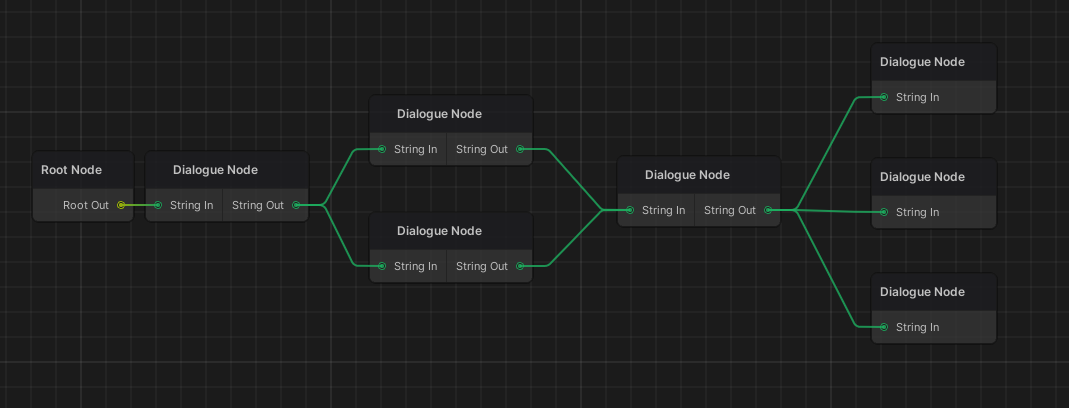 Root Node
Root Out
Dialogue Node
String In String Out
Dialogue Node
String In String Out
Dialogue Node
String In String Out
Dialogue Node
String In String Out
Dialogue Node
String In
Dialogue Node
String In
Dialogue Node
String In